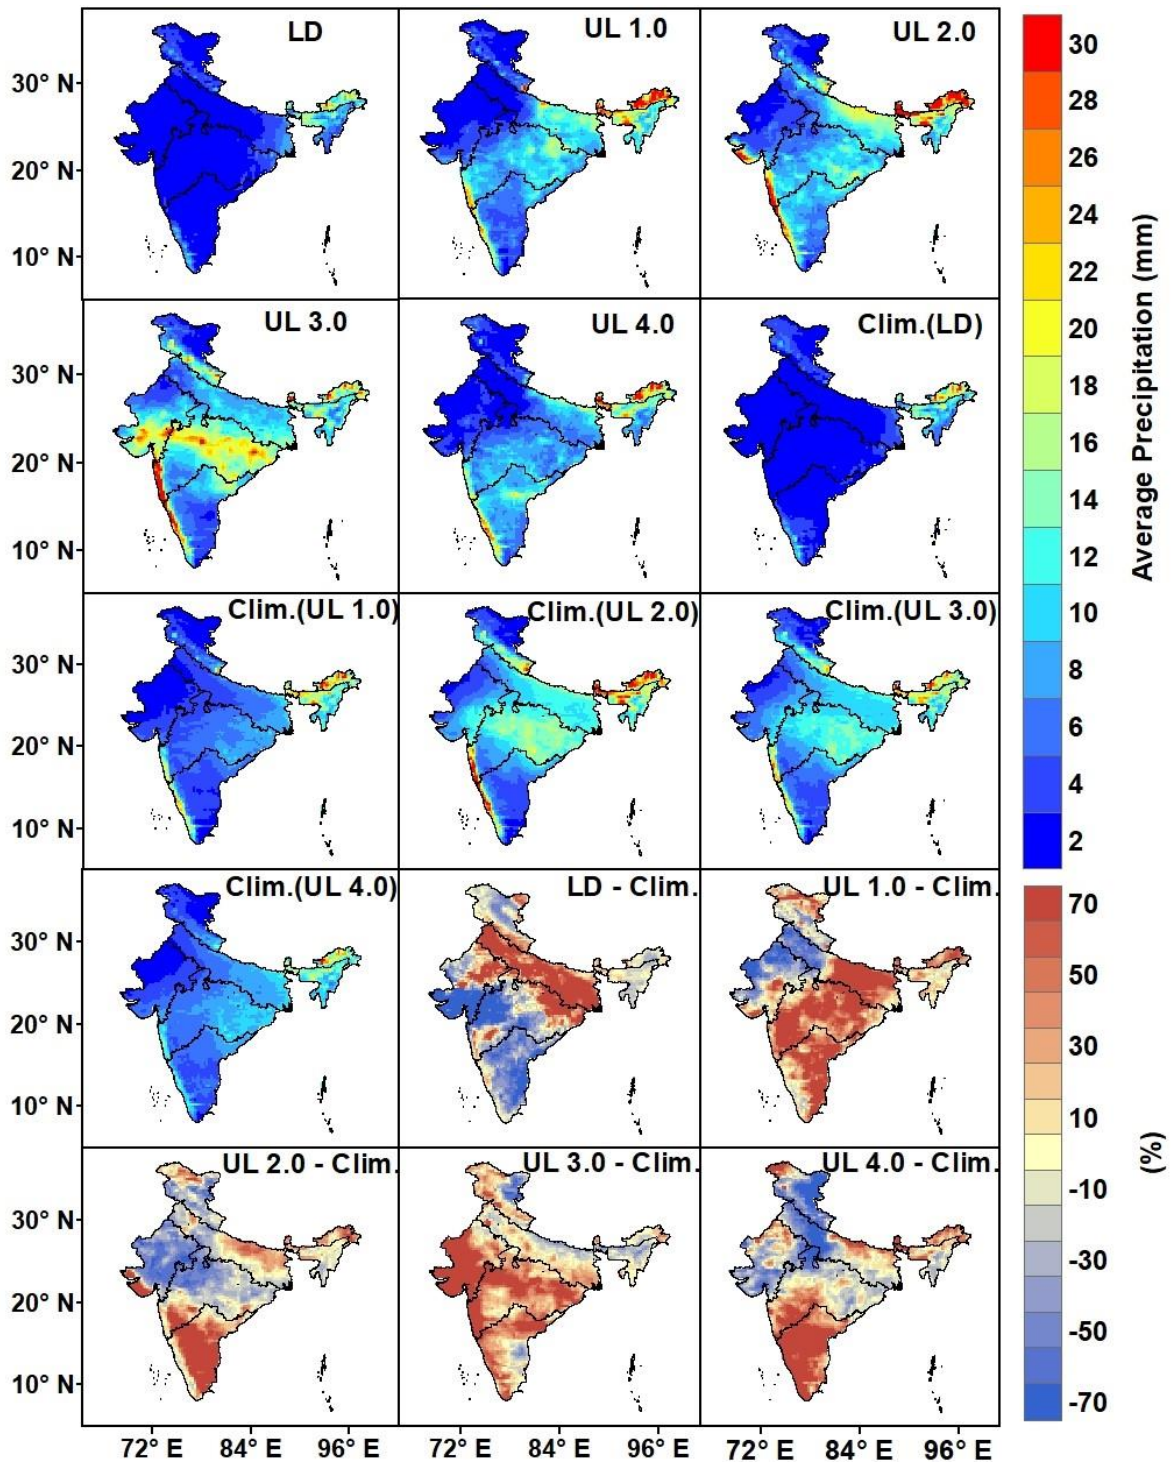 LD
UL 1.0
UL 2.0
30° N
20° N
10° N
UL 3.0
UL 4.0
Clim.(LD)
30° N
20° N
10° N
Clim.(UL 1.0)
Clim.(UL 2.0)
Clim.(UL 3.0)
30° N
20° N
10° N
Clim.(UL 4.0)
LD - Clim.
UL 1.0 - Clim.
30° N
20° N
10° N
UL 2.0 - Clim.
UL 3.0 - Clim.
UL 4.0 - Clim.
30° N
20° N
10° N
72° E 84° E 96° E 72° E 84° E 96° E 72° E 84° E 96° E
30
28
26
24
22
20
18
16
14
12
10
8
6
4
2
Average Precipitation (mm)
70
50
30
10
-10
-30
-50
-70
(%)